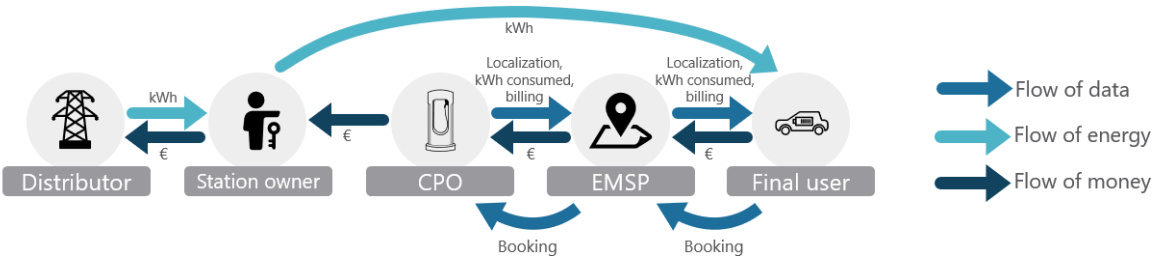 kWh
Localization,
kWh consumed,
billing
Localization,
kWh consumed,
billing
kWh
€
€
€
€
Distributor
Station owner
CPO
EMSP
Final user
Booking
Booking
Flow of data
Flow of energy
Flow of money